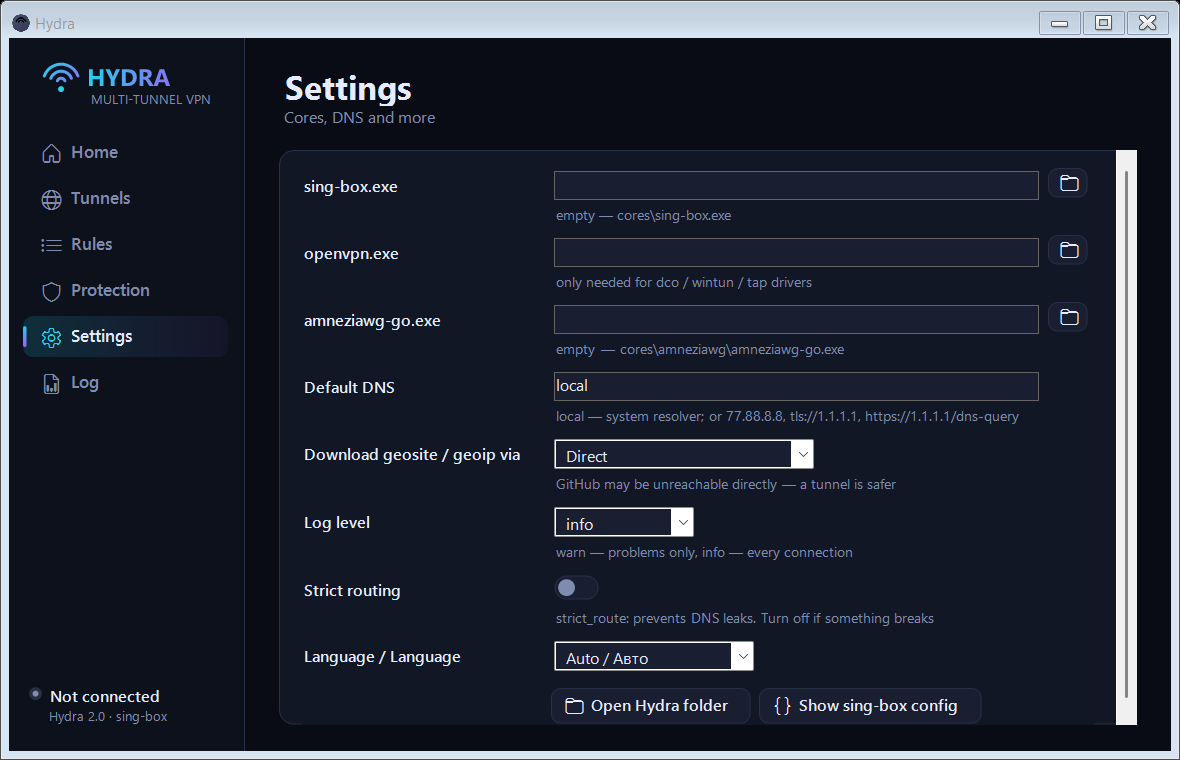 Hydra
HYDRA
MULTI-TUNNEL VPN
Home
Tunnels
Rules
Protection
Settings
Log
Not connected
Hydra 2.0 · sing-box
Settings
Cores, DNS and more
sing-box.exe
empty — cores\sing-box.exe
openvpn.exe
only needed for dco / wintun / tap drivers
amneziawg-go.exe
empty — cores\amneziawg\amneziawg-go.exe
Default DNS
local
local — system resolver; or 77.88.8.8, tls://1.1.1.1, https://1.1.1.1/dns-query
Download geosite / geoip via
Direct
GitHub may be unreachable directly — a tunnel is safer
Log level
info
warn — problems only, info — every connection
Strict routing
strict_route: prevents DNS leaks. Turn off if something breaks
Language / Language
Auto / Авто
Open Hydra folder
{} Show sing-box config